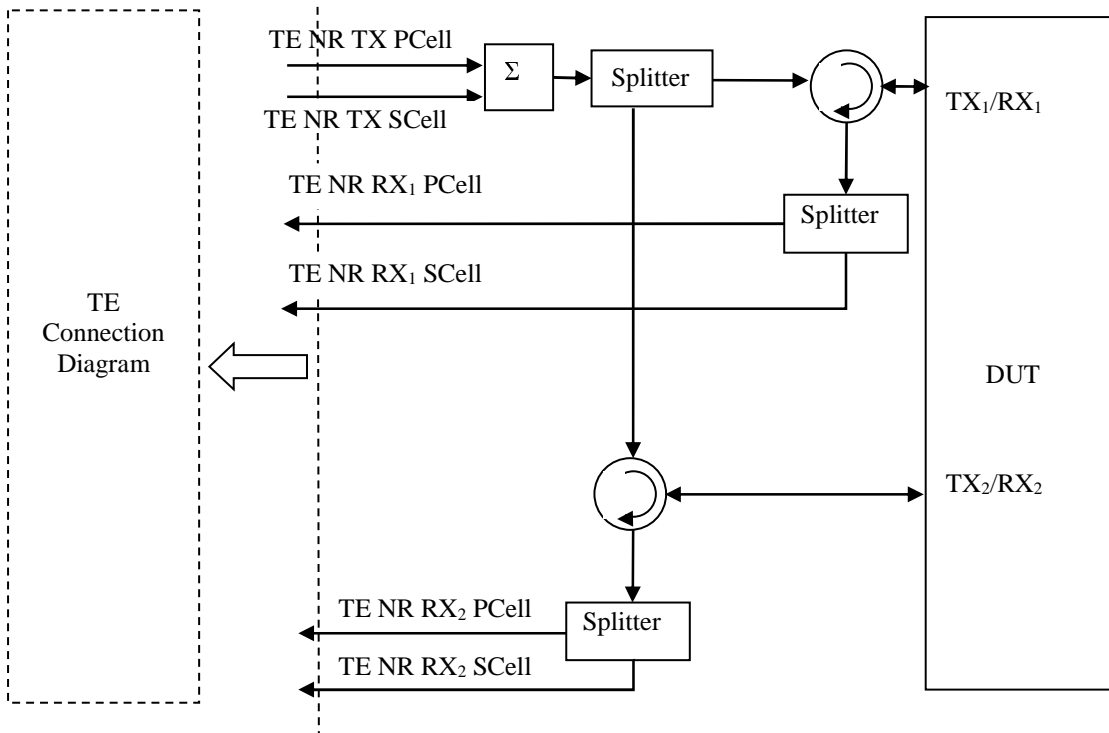 TE NR TX PCell
Σ
Splitter
TE NR TX SCell
TX₁/RX₁
TE NR RX₁ PCell
Splitter
TE NR RX₁ SCell
TE
Connection
Diagram
DUT
TX₂/RX₂
TE NR RX₂ PCell
Splitter
TE NR RX₂ SCell